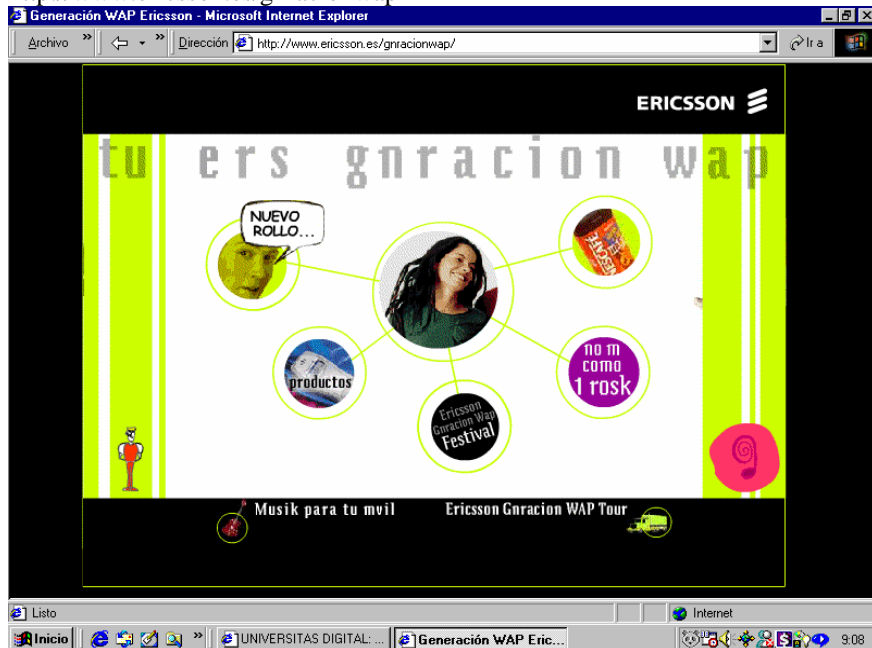 Generación WAP Ericsson - Microsoft Internet Explorer
Archivo » Dirección http://www.ericsson.es/gnracionwap/ Ir a
ERICSSON
tu ers gnracion wap
NUEVO
ROLLO...
NESCAFE
productos
no m
como
1 rosk
Ericsson
Gnracion Wap
Festival
Musik para tu mvil Ericsson Gnracion WAP Tour
Listo Internet
Inicio » UNIVERSITAS DIGITAL: ... Generación WAP Eric... 9:08